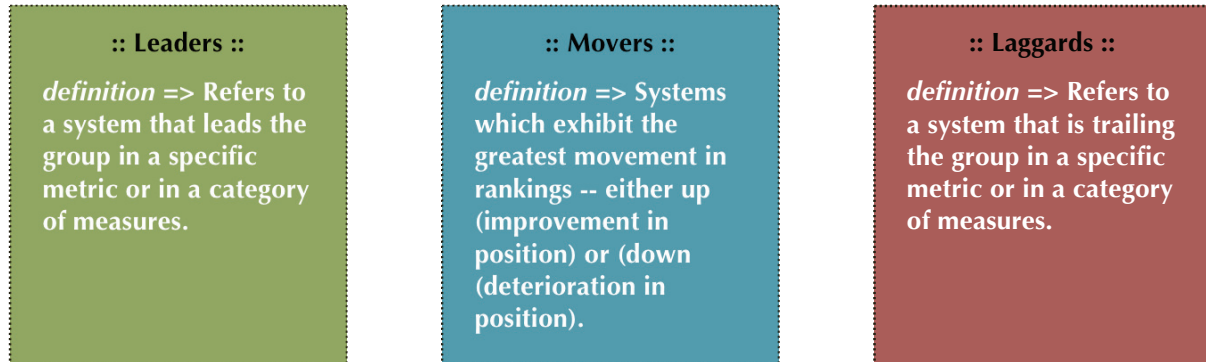 :: Leaders ::
definition => Refers to
a system that leads the
group in a specific
metric or in a category
of measures.
:: Movers ::
definition => Systems
which exhibit the
greatest movement in
rankings -- either up
(improvement in
position) or (down
(deterioration in
position).
:: Laggards ::
definition => Refers to
a system that is trailing
the group in a specific
metric or in a category
of measures.